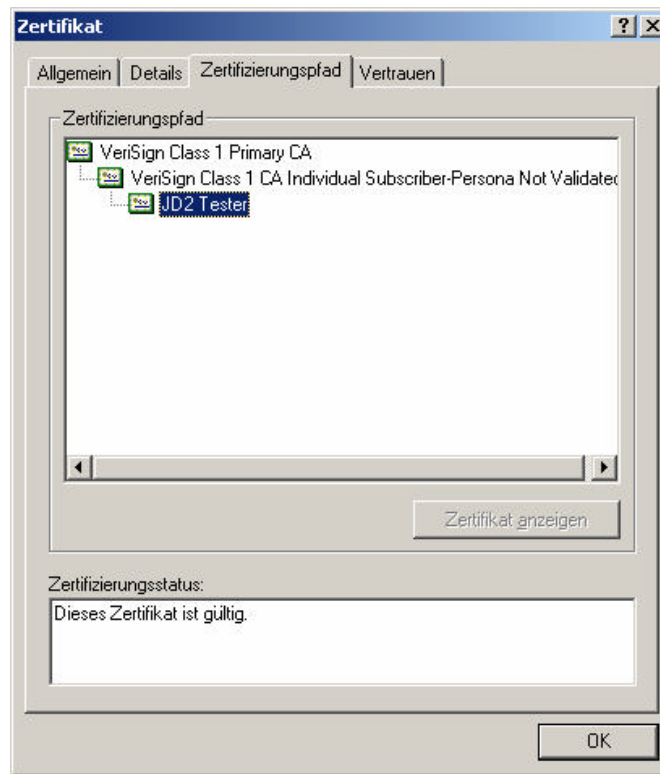 Zertifikat
Allgemein Details Zertifizierungspfad Vertrauen
Zertifizierungspfad
VeriSign Class 1 Primary CA
VeriSign Class 1 CA Individual Subscriber-Persona Not Validated
JD2 Tester
Zertifikat anzeigen
Zertifizierungsstatus:
Dieses Zertifikat ist gültig.
OK